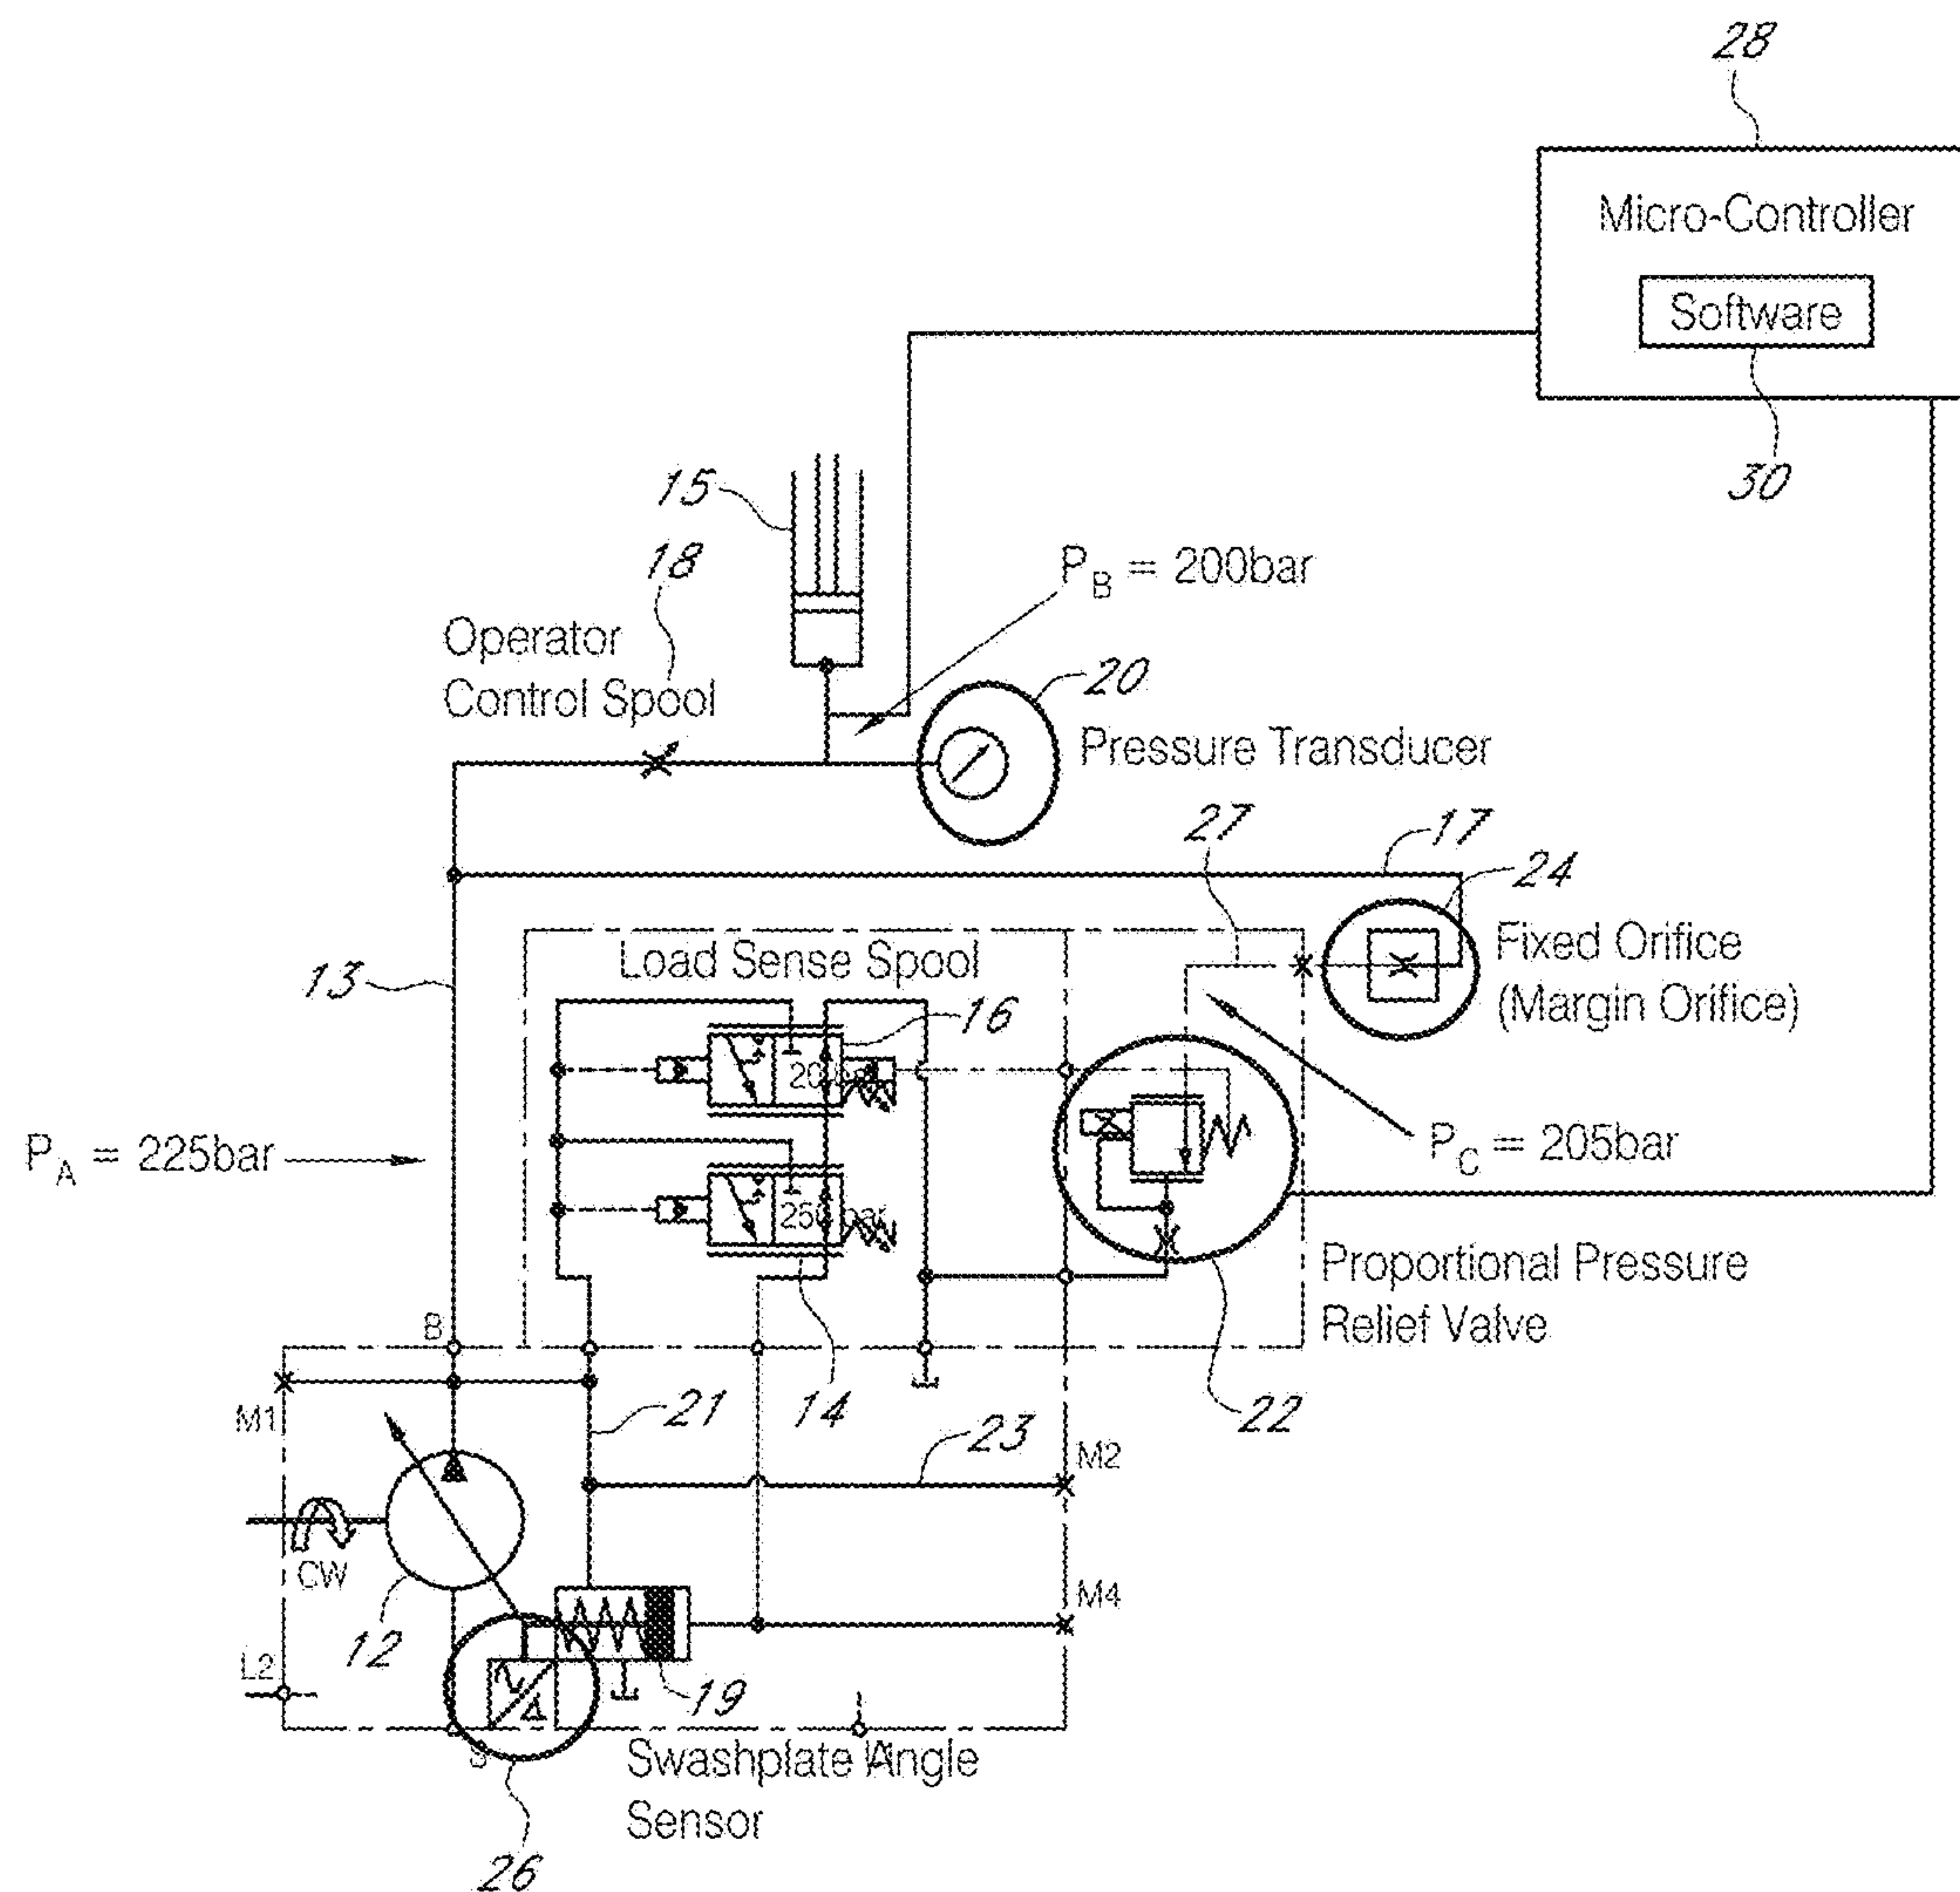 28
Micro-Controller
Software
30
15
18
P_B = 200bar
Operator
Control Spool
20
Pressure Transducer
27
17
24
Fixed Orifice
(Margin Orifice)
13
Load Sense Spool
16
P_A = 225bar
P_C = 205bar
250 bar
Proportional Pressure
Relief Valve
B
M1
21
14
23
22
M2
CW
12
M4
L2
19
S
Swashplate Angle
Sensor
26